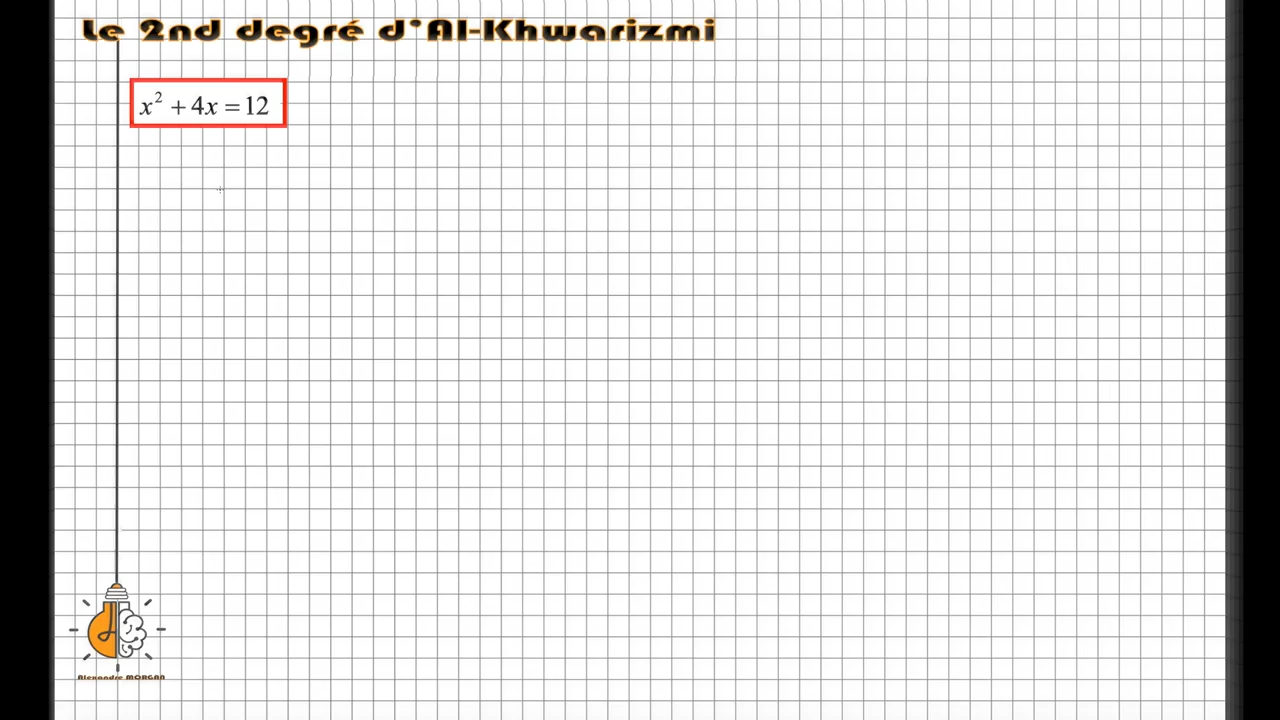 Le 2nd degré d'Al-Khwarizmi
x² + 4x = 12
Alexandre MORGAN